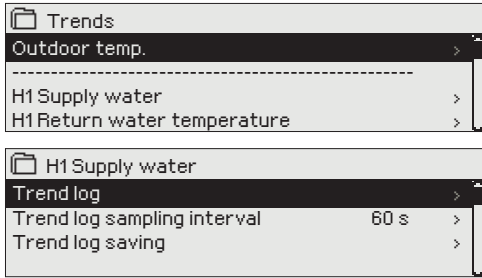 Trends
Outdoor temp. >
----------------------------------------------------
H1 Supply water >
H1 Return water temperature >
H1 Supply water
Trend log >
Trend log sampling interval 60 s >
Trend log saving >